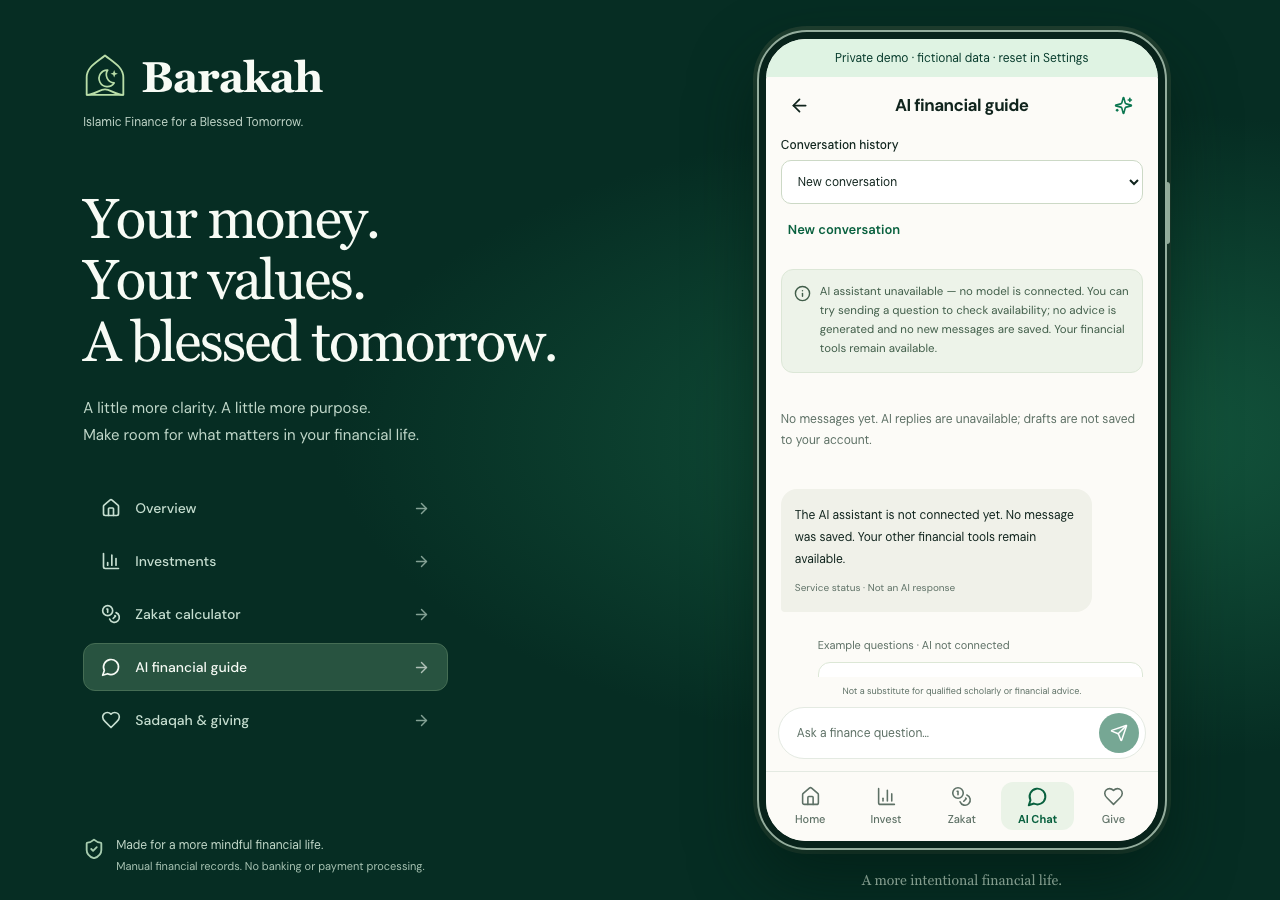 Barakah
Islamic Finance for a Blessed Tomorrow.
Your money.
Your values.
A blessed tomorrow.
A little more clarity. A little more purpose.
Make room for what matters in your financial life.
Overview
Investments
Zakat calculator
AI financial guide
Sadaqah & giving
Made for a more mindful financial life.
Manual financial records. No banking or payment processing.
Private demo · fictional data · reset in Settings
AI financial guide
Conversation history
New conversation
New conversation
AI assistant unavailable — no model is connected. You can
try sending a question to check availability; no advice is
generated and no new messages are saved. Your financial
tools remain available.
No messages yet. AI replies are unavailable; drafts are not saved
to your account.
The AI assistant is not connected yet. No message
was saved. Your other financial tools remain
available.
Service status · Not an AI response
Example questions · AI not connected
Not a substitute for qualified scholarly or financial advice.
Ask a finance question…
Home
Invest
Zakat
AI Chat
Give
A more intentional financial life.